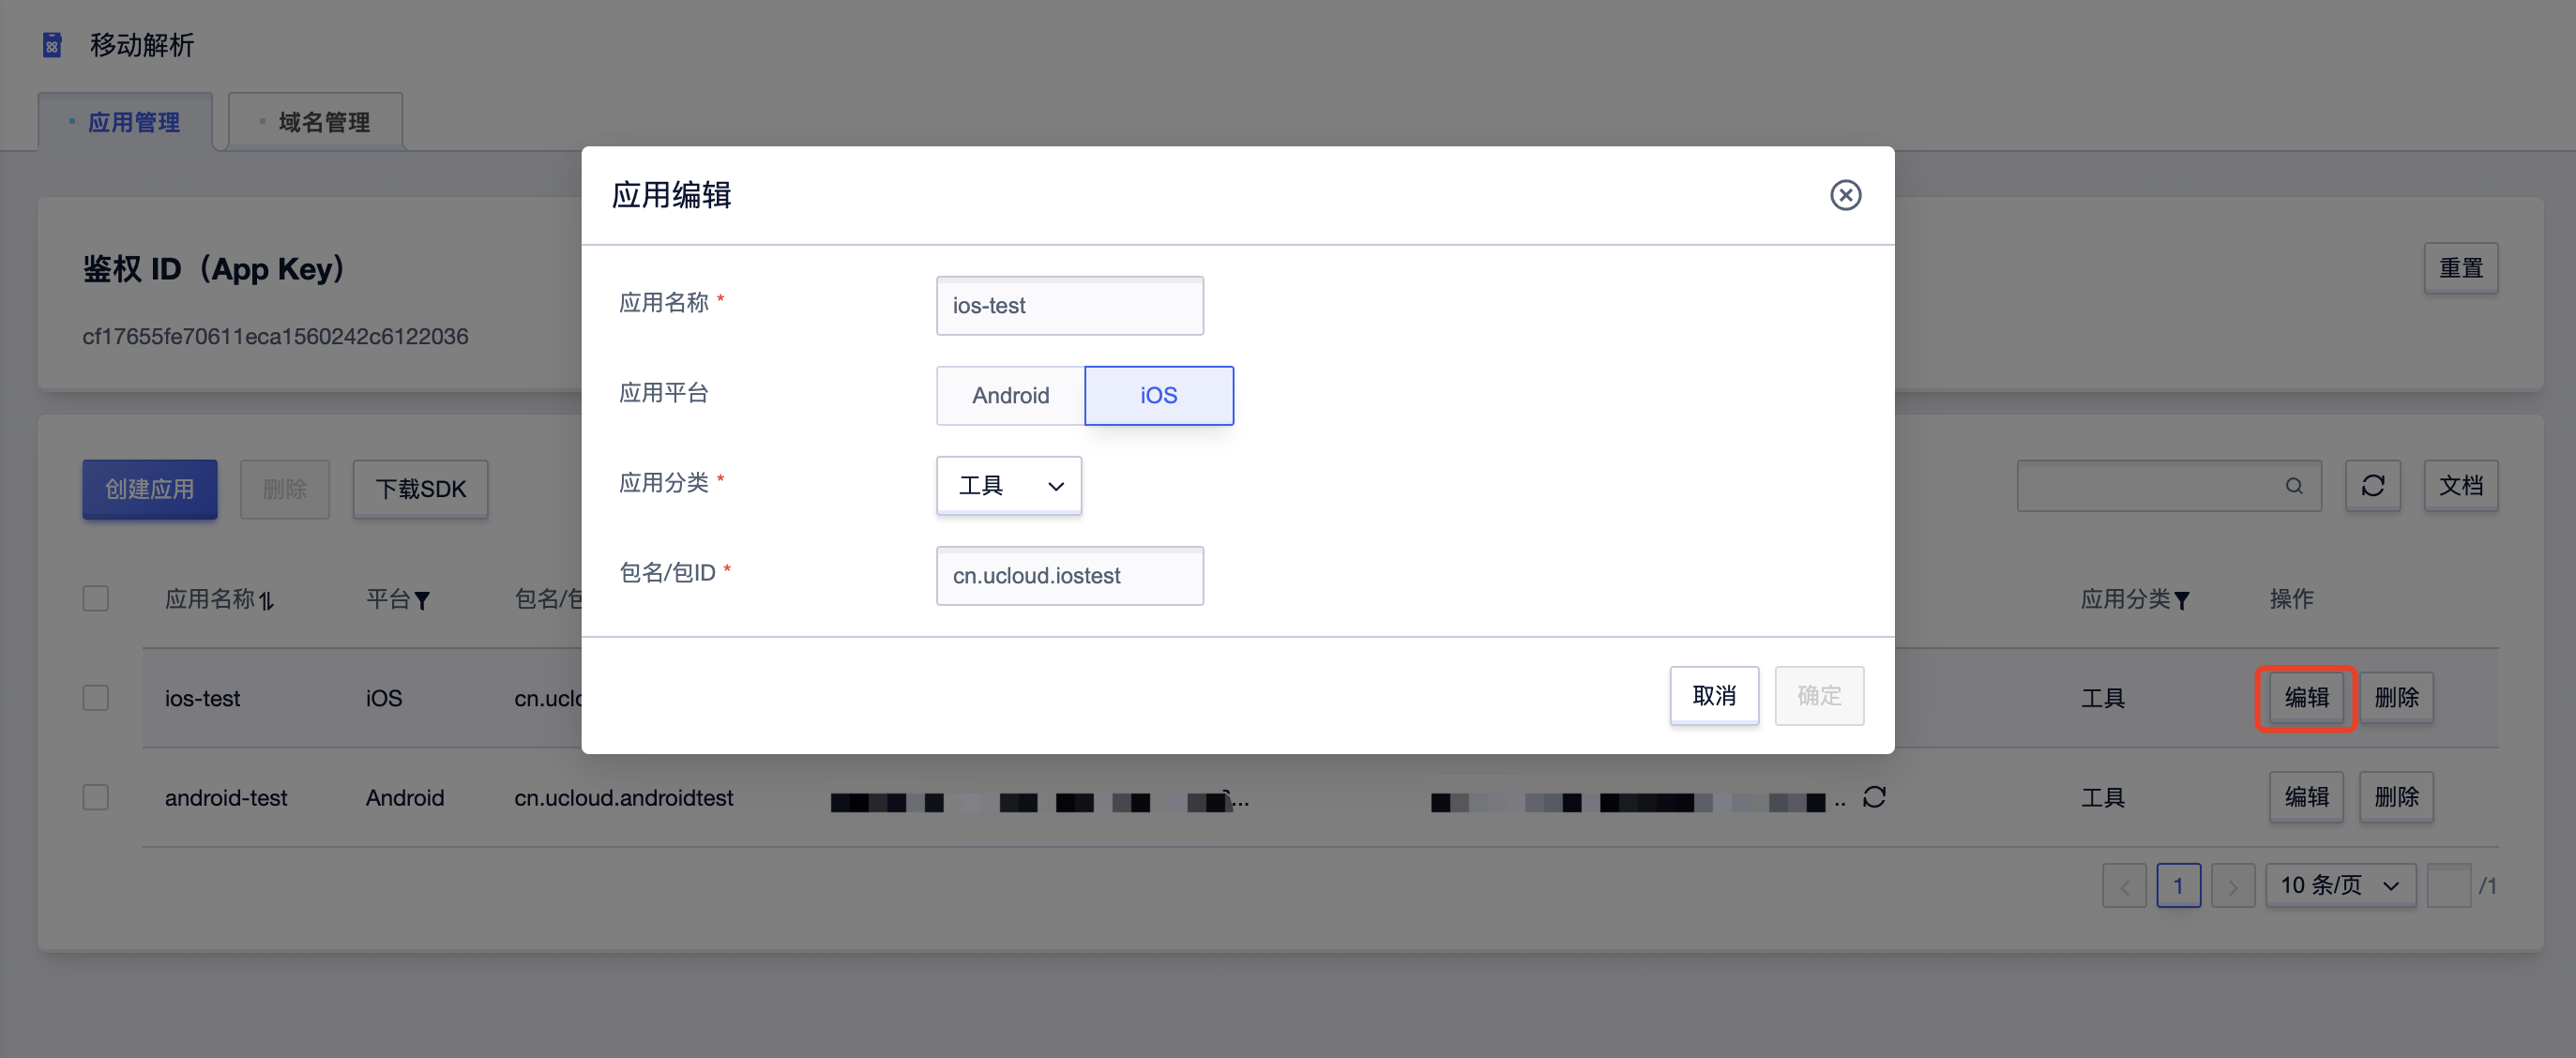 移动解析
应用管理
域名管理
应用编辑
鉴权 ID（App Key）
重置
cf17655fe70611eca1560242c6122036
应用名称 *
ios-test
应用平台
Android
iOS
应用分类 *
工具
包名/包ID *
cn.ucloud.iostest
取消
确定
创建应用
删除
下载SDK
文档
应用名称
平台
包名/包
应用分类
操作
ios-test
iOS
cn.uclo
工具
编辑
删除
android-test
Android
cn.ucloud.androidtest
工具
编辑
删除
1
10 条/页
/1